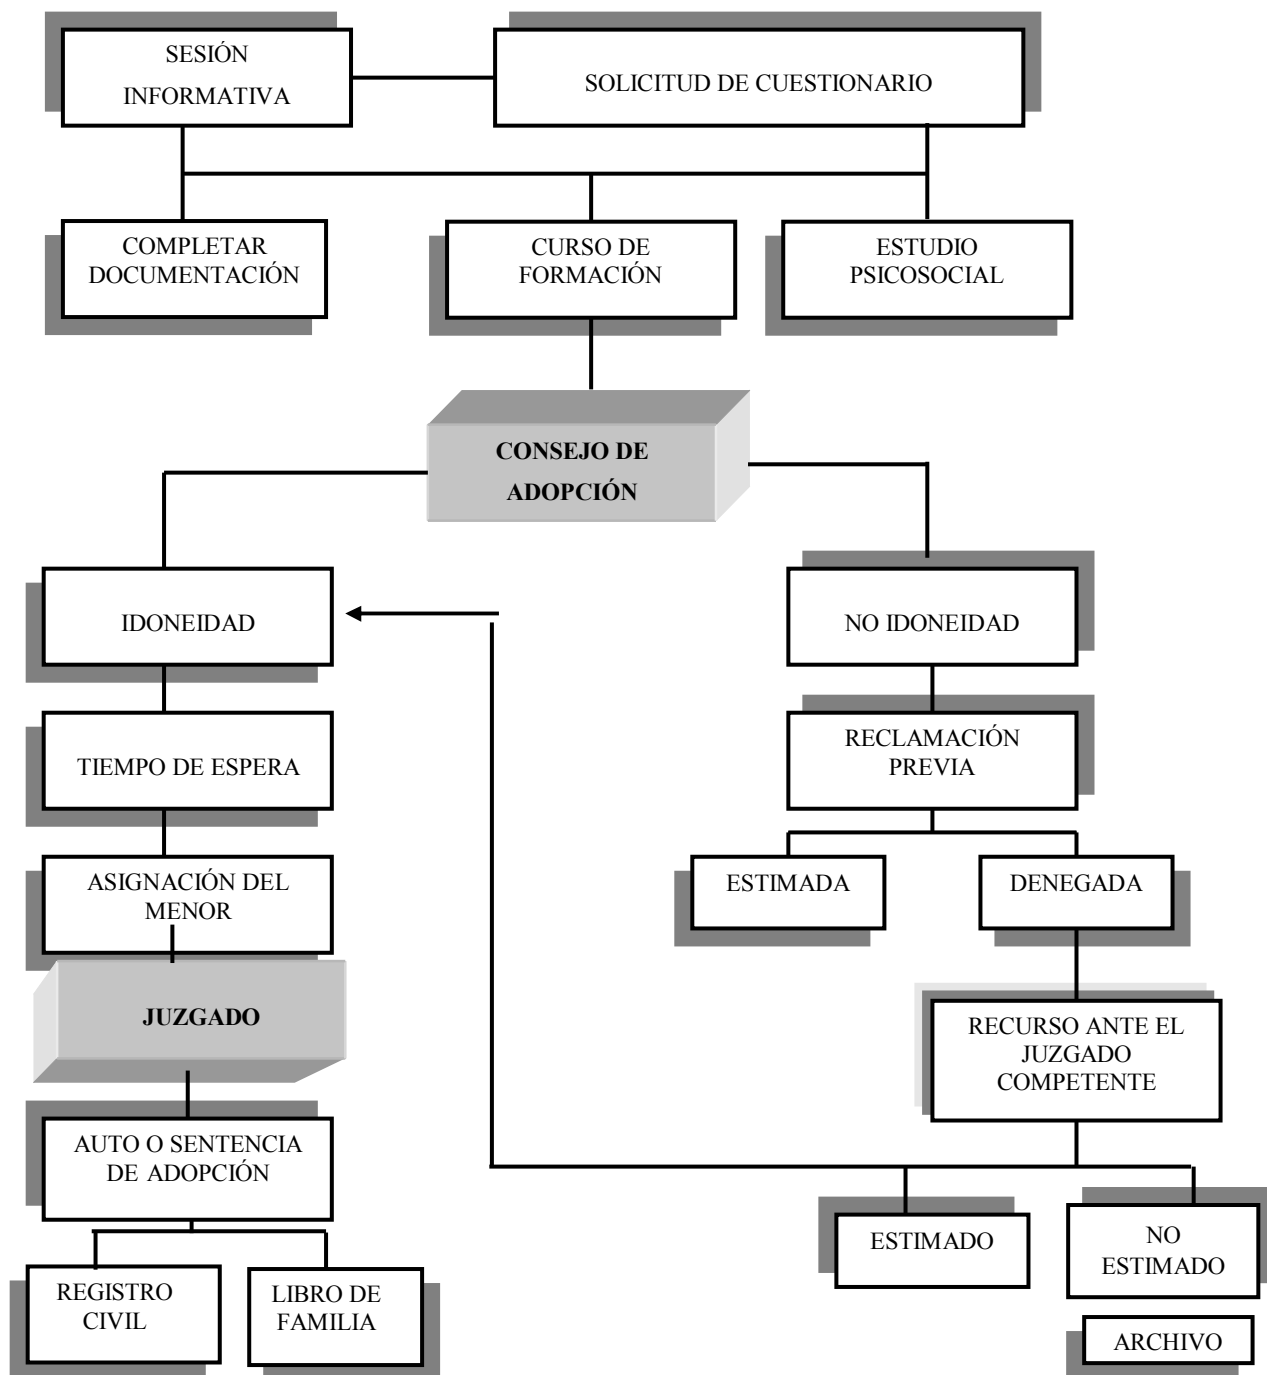 SESIÓN
INFORMATIVA
SOLICITUD DE CUESTIONARIO
COMPLETAR
DOCUMENTACIÓN
CURSO DE
FORMACIÓN
ESTUDIO
PSICOSOCIAL
CONSEJO DE
ADOPCIÓN
IDONEIDAD
NO IDONEIDAD
TIEMPO DE ESPERA
RECLAMACIÓN
PREVIA
ASIGNACIÓN DEL
MENOR
ESTIMADA
DENEGADA
JUZGADO
RECURSO ANTE EL
JUZGADO
COMPETENTE
AUTO O SENTENCIA
DE ADOPCIÓN
ESTIMADO
NO
ESTIMADO
REGISTRO
CIVIL
LIBRO DE
FAMILIA
ARCHIVO